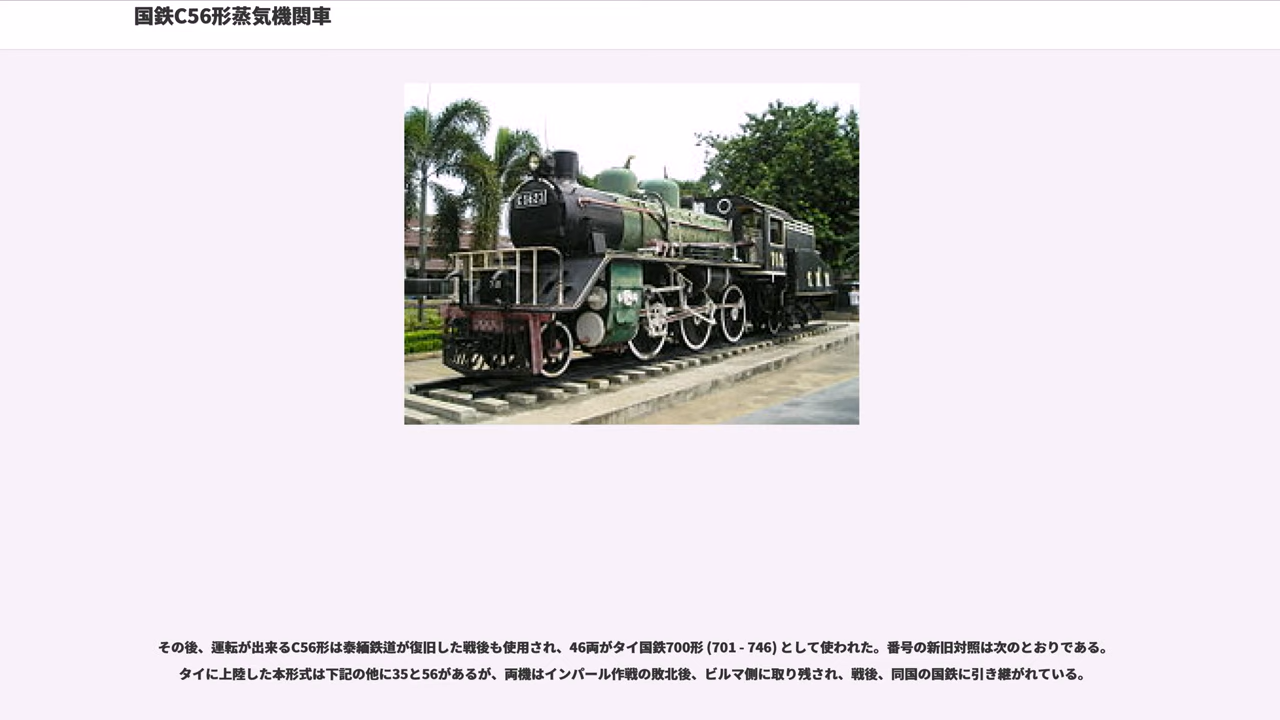 国鉄C56形蒸気機関車
その後、運転が出来るC56形は泰緬鉄道が復旧した戦後も使用され、46両がタイ国鉄700形 (701 - 746) として使われた。番号の新旧対照は次のとおりである。
タイに上陸した本形式は下記の他に35と56があるが、両機はインパール作戦の敗北後、ビルマ側に取り残され、戦後、同国の国鉄に引き継がれている。